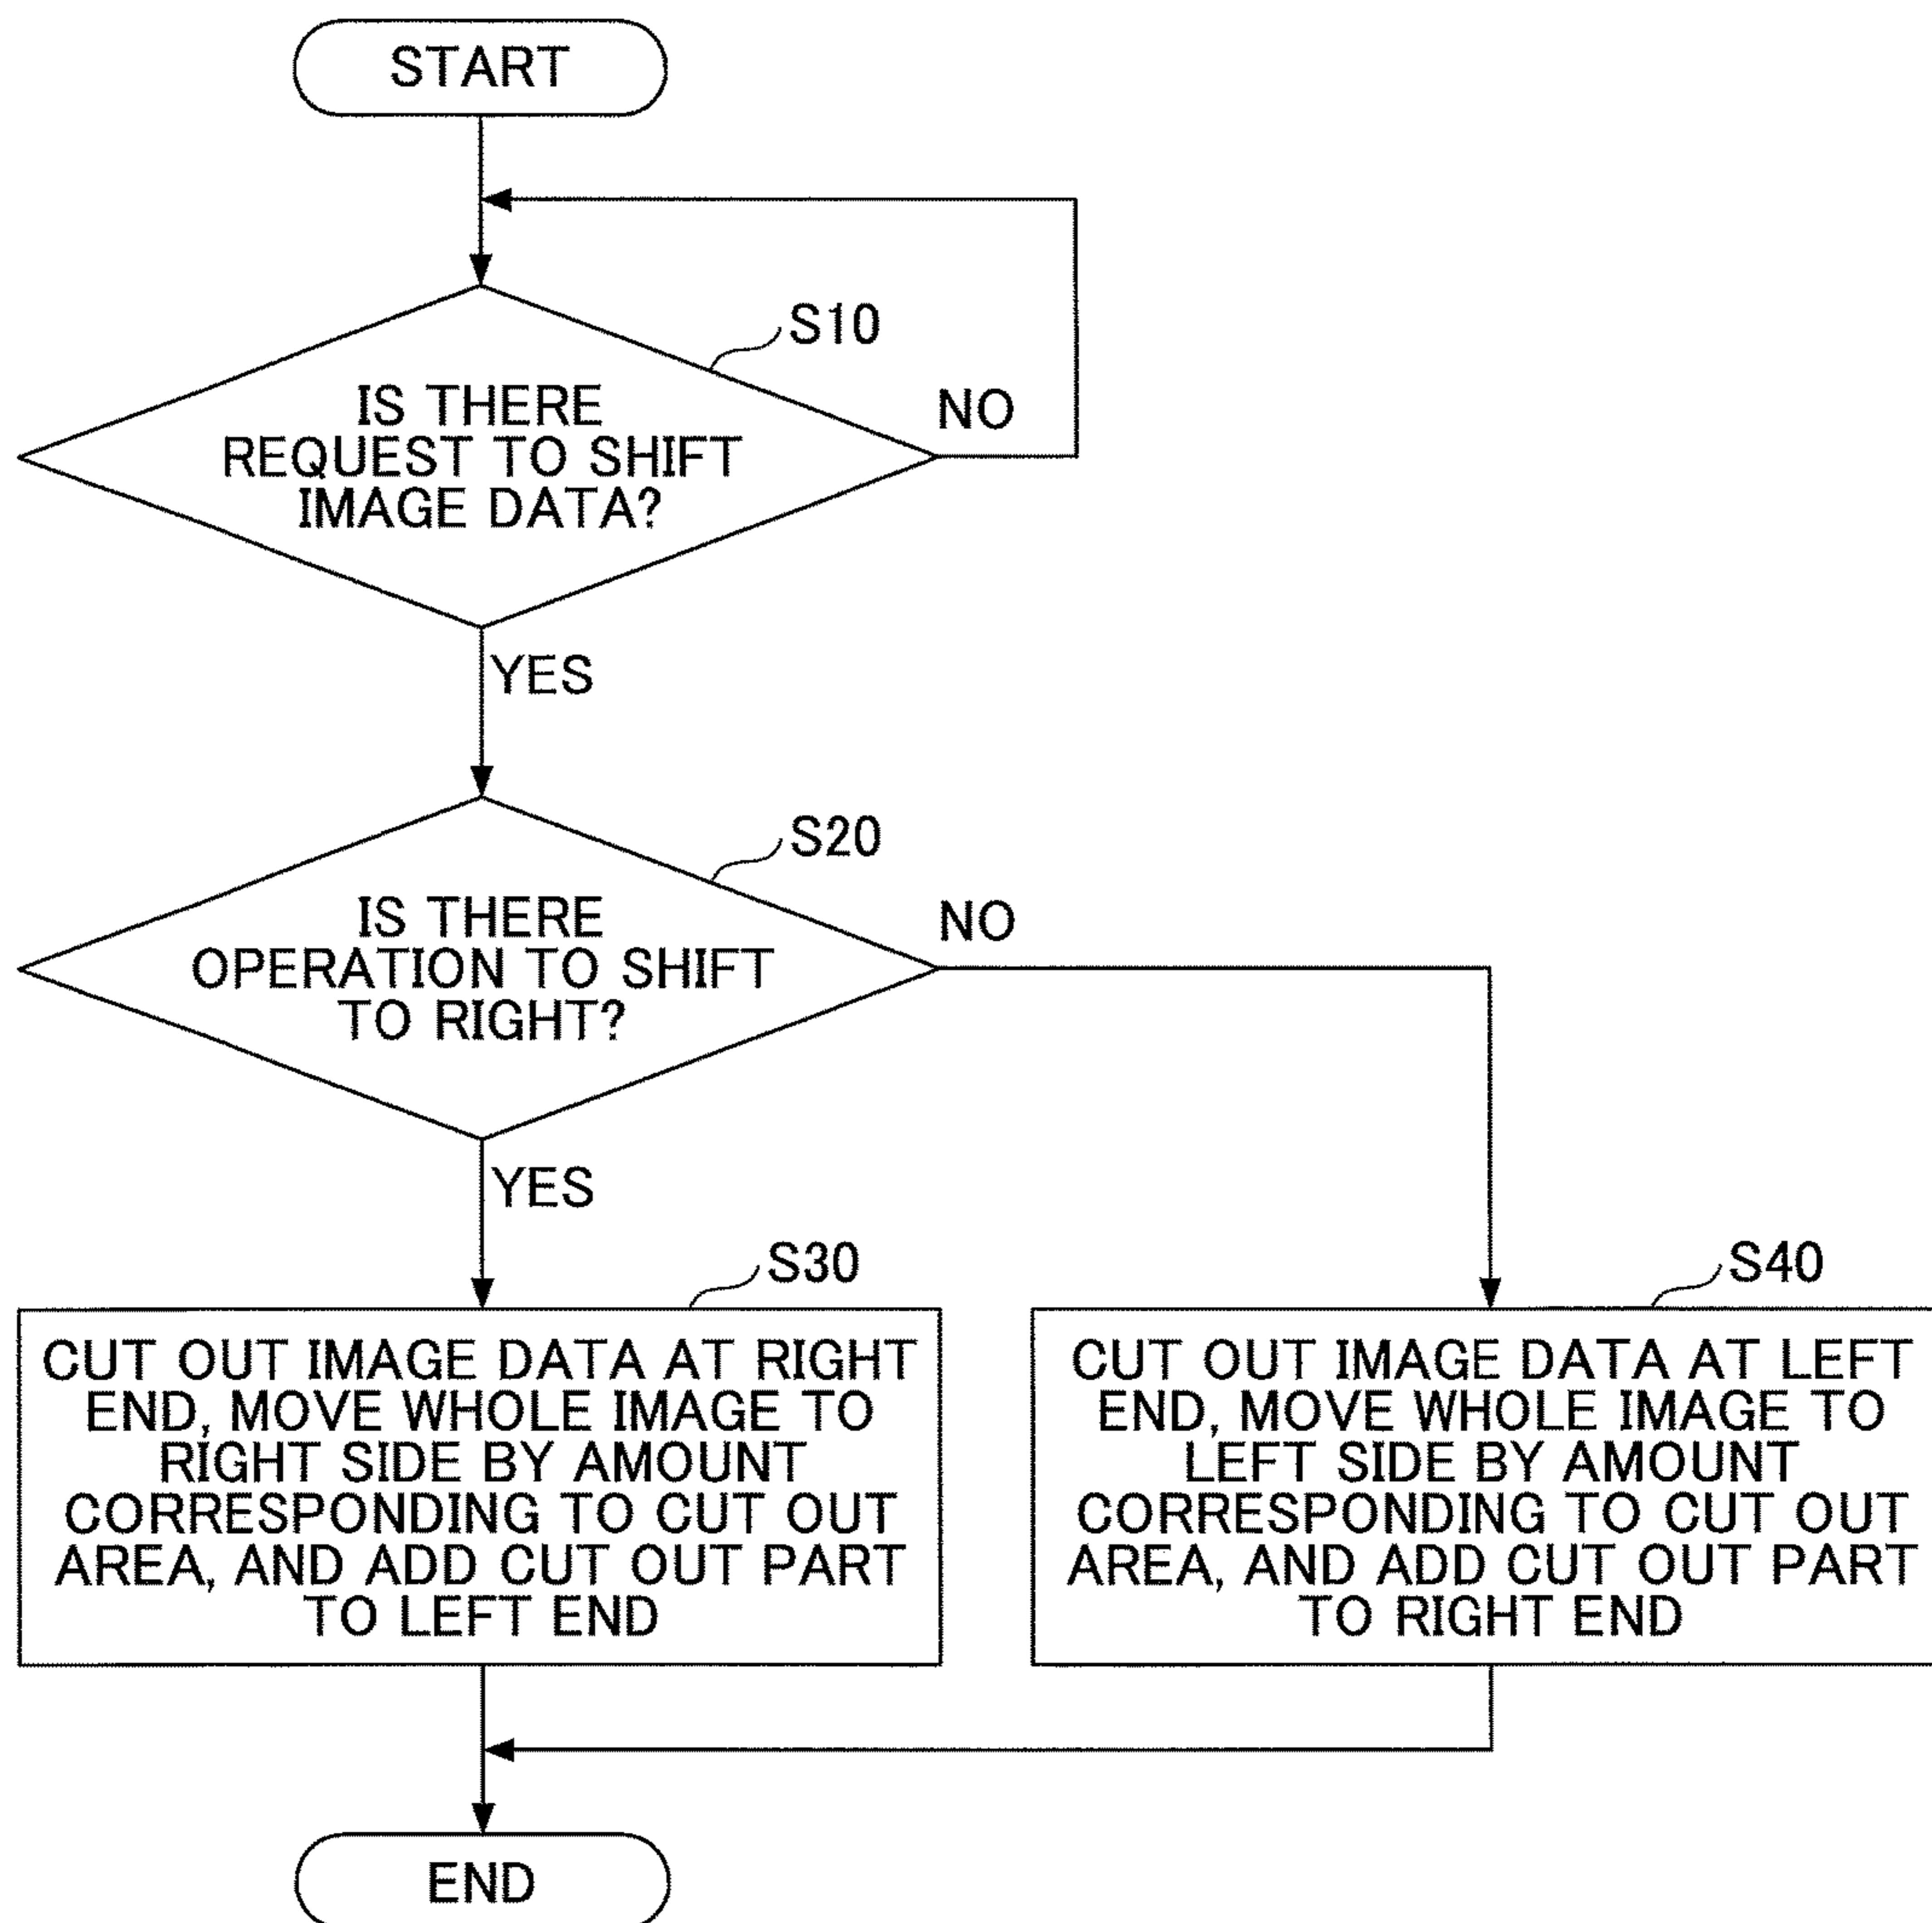 START
S10
IS THERE
REQUEST TO SHIFT
IMAGE DATA?
NO
YES
S20
IS THERE
OPERATION TO SHIFT
TO RIGHT?
NO
YES
S30
CUT OUT IMAGE DATA AT RIGHT
END, MOVE WHOLE IMAGE TO
RIGHT SIDE BY AMOUNT
CORRESPONDING TO CUT OUT
AREA, AND ADD CUT OUT PART
TO LEFT END
S40
CUT OUT IMAGE DATA AT LEFT
END, MOVE WHOLE IMAGE TO
LEFT SIDE BY AMOUNT
CORRESPONDING TO CUT OUT
AREA, AND ADD CUT OUT PART
TO RIGHT END
END